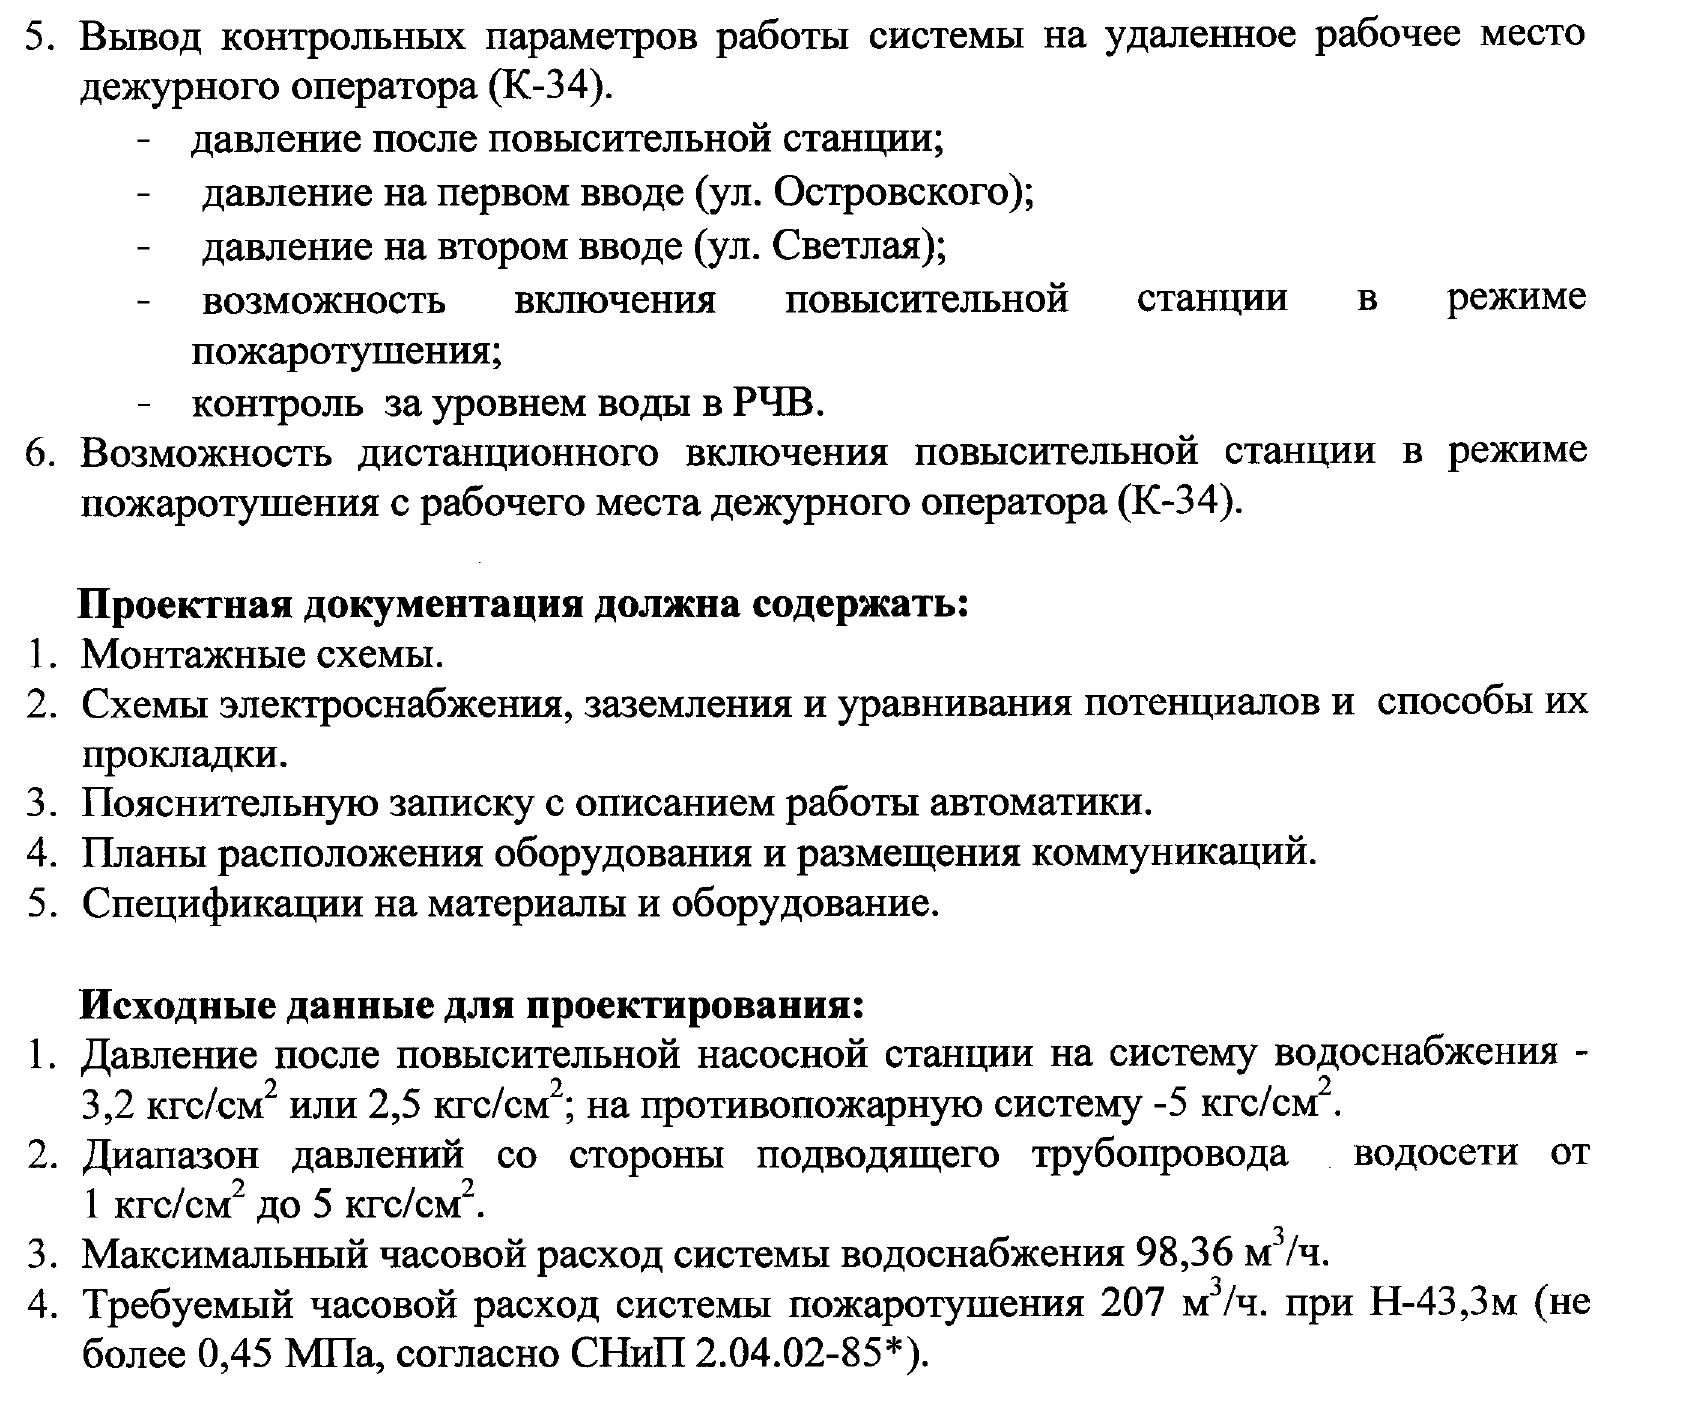 5. Вывод контрольных параметров работы системы на удаленное рабочее место
дежурного оператора (К-34).
- давление после повысительной станции;
- давление на первом вводе (ул. Островского);
- давление на втором вводе (ул. Светлая);
- возможность включения повысительной станции в режиме
пожаротушения;
- контроль за уровнем воды в РЧВ.
6. Возможность дистанционного включения повысительной станции в режиме
пожаротушения с рабочего места дежурного оператора (К-34).
Проектная документация должна содержать:
1. Монтажные схемы.
2. Схемы электроснабжения, заземления и уравнивания потенциалов и способы их
прокладки.
3. Пояснительную записку с описанием работы автоматики.
4. Планы расположения оборудования и размещения коммуникаций.
5. Спецификации на материалы и оборудование.
Исходные данные для проектирования:
1. Давление после повысительной насосной станции на систему водоснабжения -
3,2 кгс/см² или 2,5 кгс/см²; на противопожарную систему -5 кгс/см².
2. Диапазон давлений со стороны подводящего трубопровода водосети от
1 кгс/см² до 5 кгс/см².
3. Максимальный часовой расход системы водоснабжения 98,36 м³/ч.
4. Требуемый часовой расход системы пожаротушения 207 м³/ч. при Н-43,3м (не
более 0,45 МПа, согласно СНиП 2.04.02-85*).